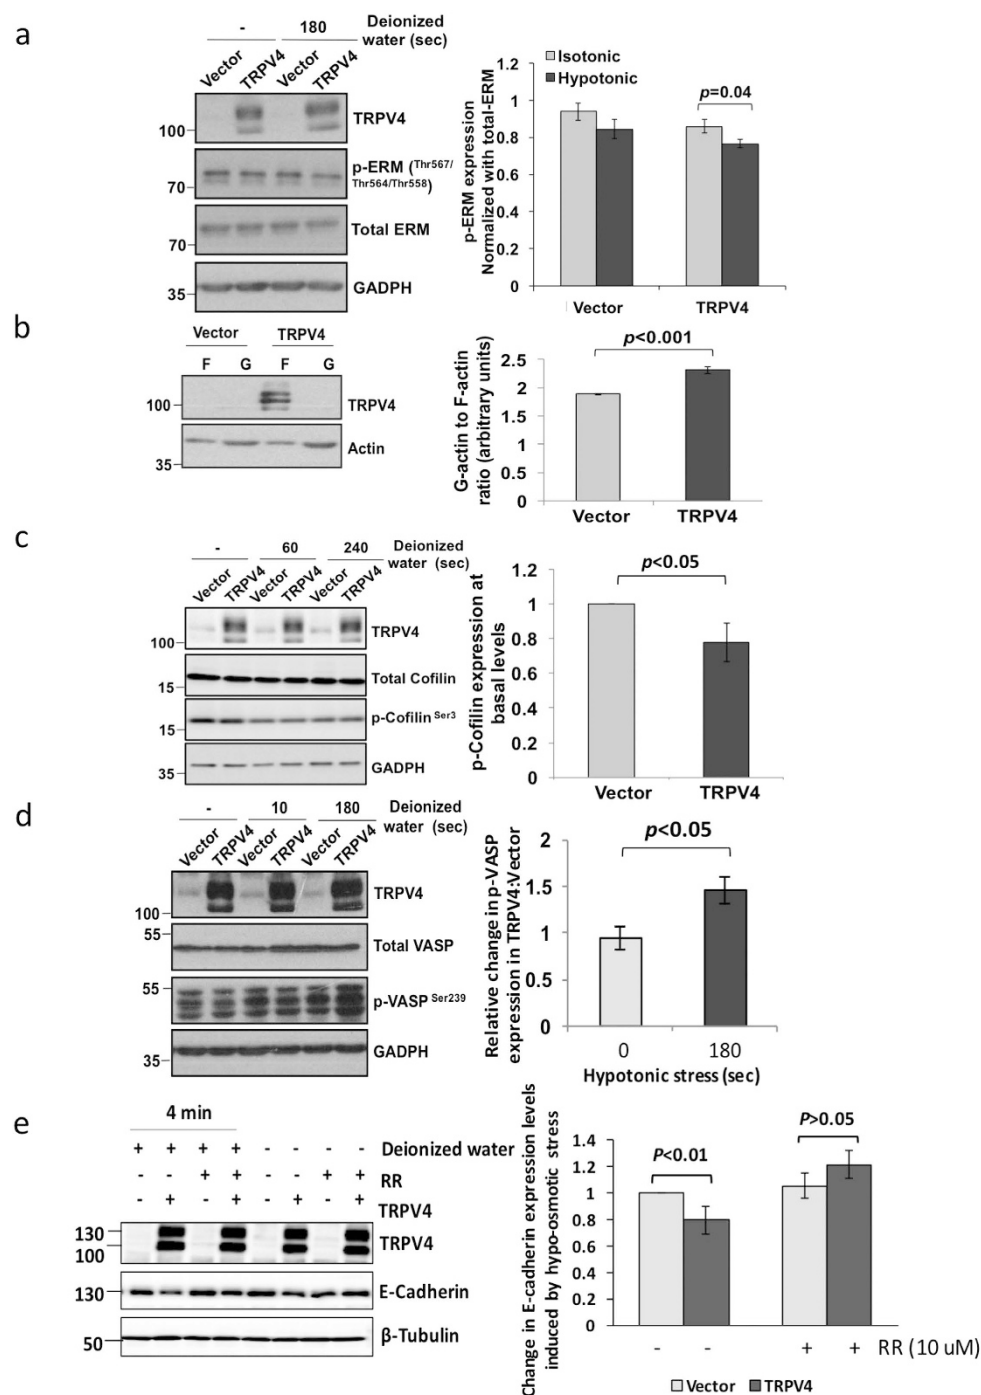 a
- 180 Deionized
water (sec)
Vector TRPV4 Vector TRPV4
TRPV4
100
p-ERM (Thr567/
Thr564/Thr558)
70
Total ERM
70
GADPH
35
Isotonic
Hypotonic
p=0.04
p-ERM expression
Normalized with total-ERM
1.2
1
0.8
0.6
0.4
0.2
0
Vector TRPV4
b
Vector TRPV4
F G F G
100
TRPV4
Actin
35
p<0.001
G-actin to F-actin
ratio (arbitrary units)
2.5
2
1.5
1
0.5
0
Vector TRPV4
c
- 60 240 Deionized
water (sec)
Vector TRPV4 Vector TRPV4 Vector TRPV4
TRPV4
100
Total Cofilin
15
p-Cofilin Ser3
15
GADPH
35
p<0.05
p-Cofilin expression at
basal levels
1.2
1
0.8
0.6
0.4
0.2
0
Vector TRPV4
d
- 10 180 Deionized
water (sec)
Vector TRPV4 Vector TRPV4 Vector TRPV4
TRPV4
100
55
Total VASP
55
p-VASP Ser239
GADPH
35
p<0.05
Relative change in p-VASP
expression in TRPV4:Vector
2
1.5
1
0.5
0
0 180
Hypotonic stress (sec)
e
4 min
+ + + + - - - - Deionized water
- - + + - - + + RR
- + - + - + - + TRPV4
130
TRPV4
100
130
E-Cadherin
β-Tubulin
50
P<0.01
P>0.05
Change in E-cadherin expression levels
induced by hypo-osmotic stress
1.4
1.2
1
0.8
0.6
0.4
0.2
0
- - + + RR (10 uM)
Vector TRPV4